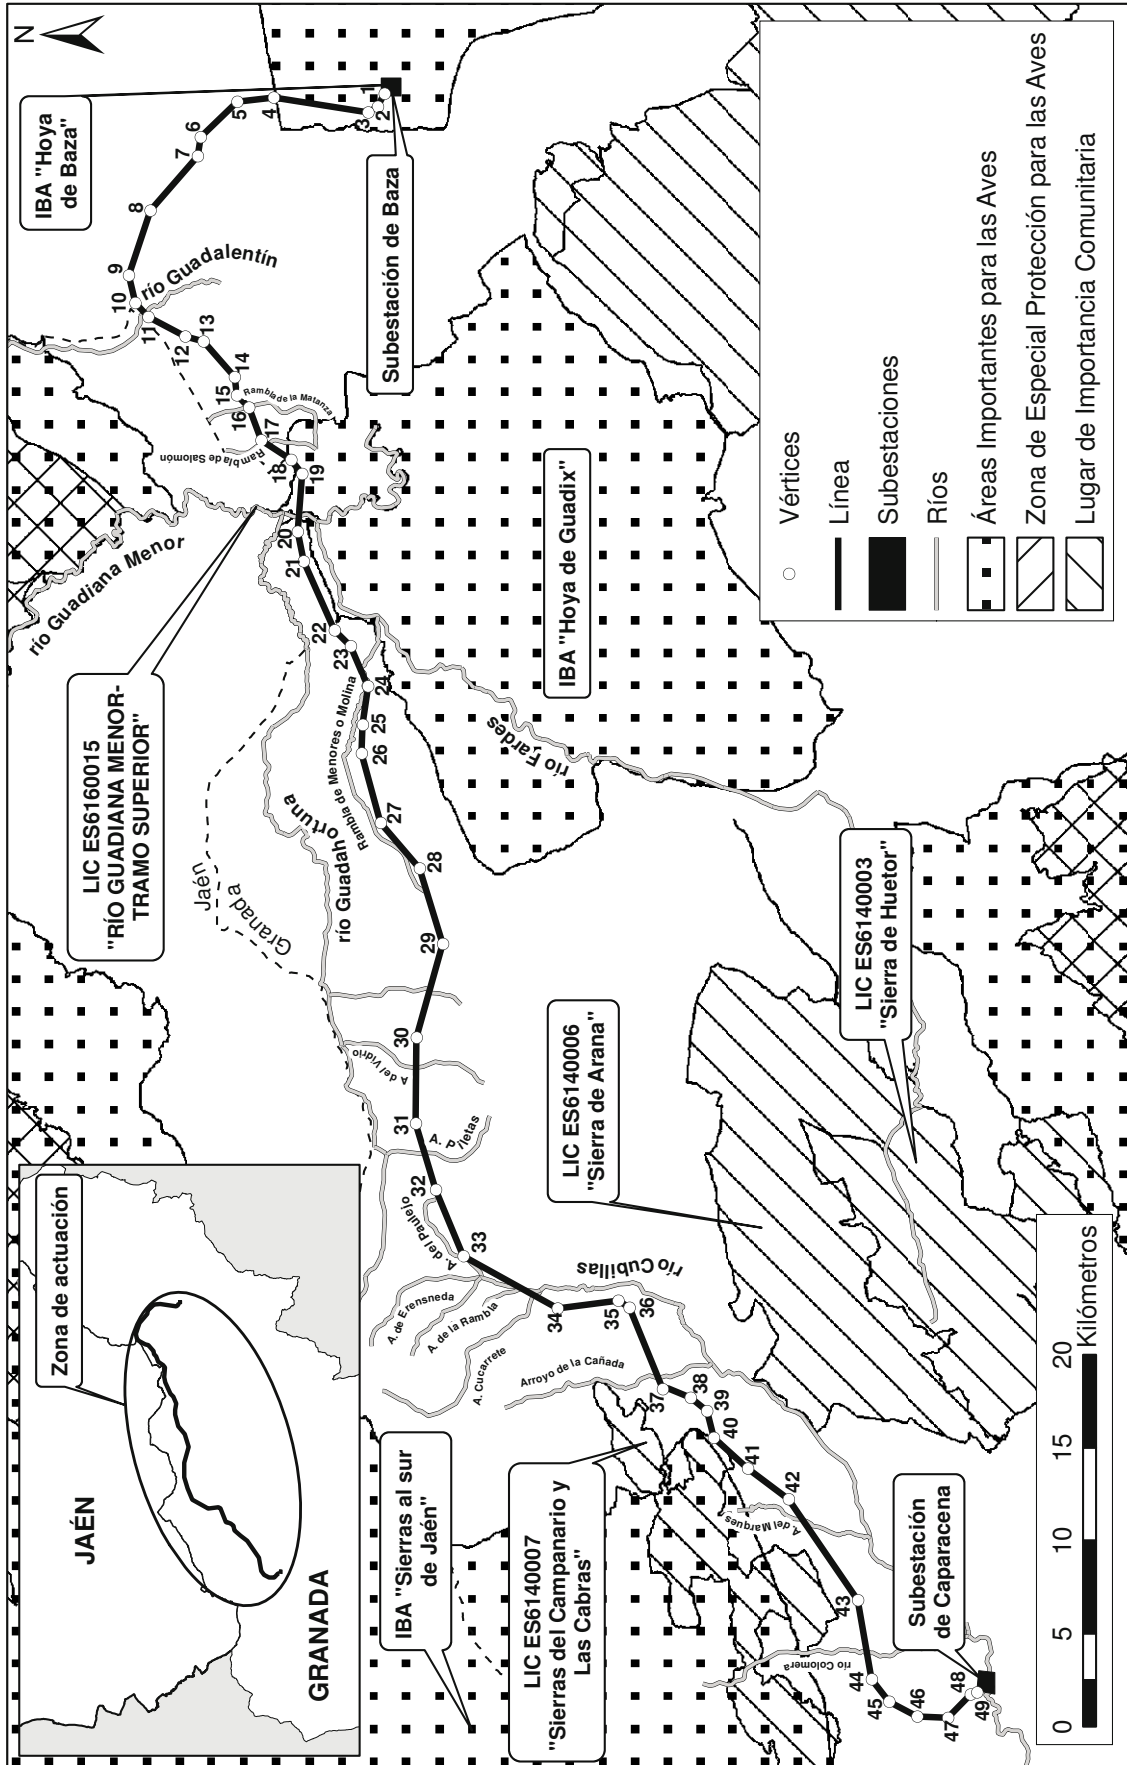 N
Zona de actuación
JAÉN
GRANADA
IBA "Sierras al sur
de Jaén"
LIC ES6140007
"Sierras del Campanario y
Las Cabras"
Subestación
de Caparacena
LIC ES6140006
"Sierra de Arana"
LIC ES6140003
"Sierra de Huetor"
LIC ES6160015
"RÍO GUADIANA MENOR-
TRAMO SUPERIOR"
IBA "Hoya de Guadix"
IBA "Hoya
de Baza"
Subestación de Baza
río Guadalentín
río Guadiana Menor
Rambla de la Matanza
Rambla de Salomón
río Fardes
Rambla de Menores o Molina
río Guadahortuna
Jaén
Granada
A del Vidrio
A. Piletas
A. del Paulejo
A. de Erensneda
A. de la Rambla
A. Cucarrete
Arroyo de la Cañada
río Cubillas
A. del Marques
río Colomera
1
2
3
4
5
6
7
8
9
10
11
12
13
14
15
16
17
18
19
20
21
22
23
24
25
26
27
28
29
30
31
32
33
34
35
36
37
38
39
40
41
42
43
44
45
46
47
48
49
0 5 10 15 20
Kilómetros
Vértices
Línea
Subestaciones
Ríos
Áreas Importantes para las Aves
Zona de Especial Protección para las Aves
Lugar de Importancia Comunitaria